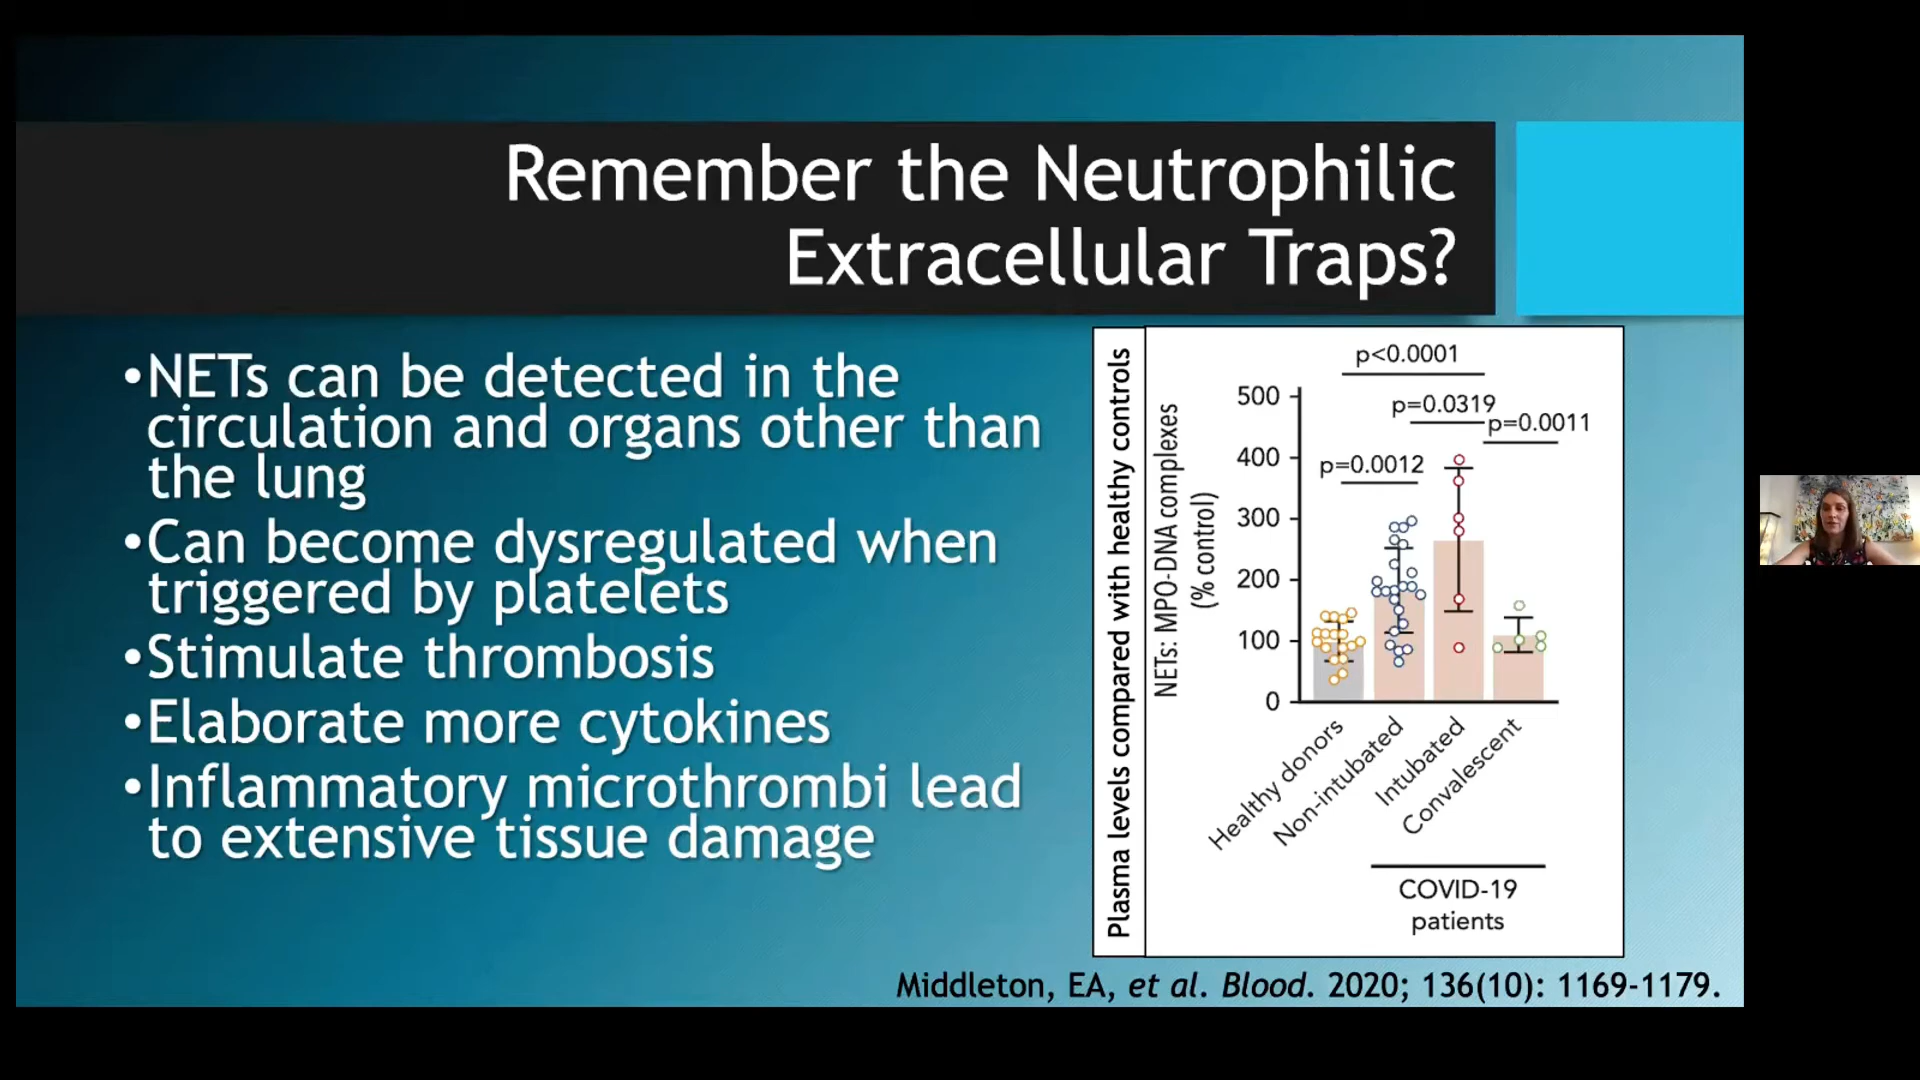 Remember the Neutrophilic
Extracellular Traps?
•NETs can be detected in the
circulation and organs other than
the lung
•Can become dysregulated when
triggered by platelets
•Stimulate thrombosis
•Elaborate more cytokines
•Inflammatory microthrombi lead
to extensive tissue damage
Plasma levels compared with healthy controls
NETs: MPO-DNA complexes
(% control)
p<0.0001
p=0.0319
p=0.0011
p=0.0012
500
400
300
200
100
0
Healthy donors
Non-intubated
Intubated
Convalescent
COVID-19
patients
Middleton, EA, et al. Blood. 2020; 136(10): 1169-1179.